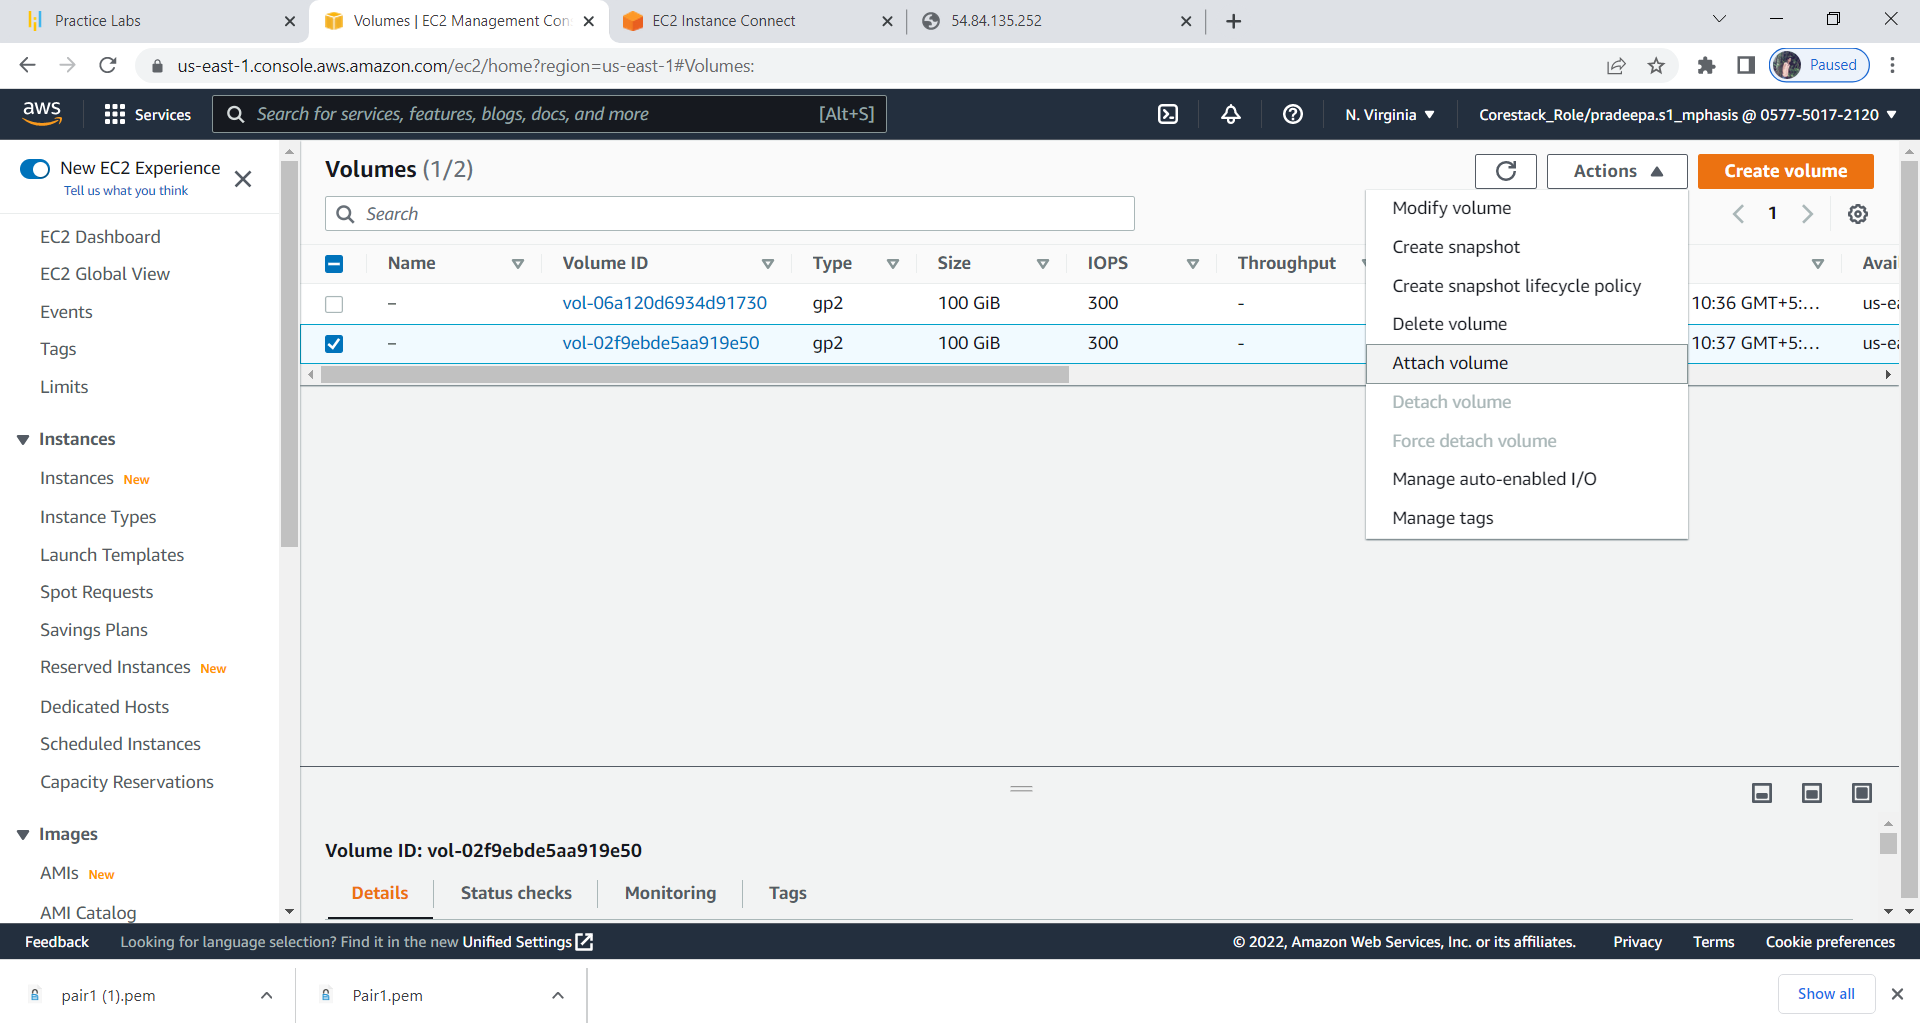 Practice Labs
Volumes | EC2 Management Con
EC2 Instance Connect
54.84.135.252
us-east-1.console.aws.amazon.com/ec2/home?region=us-east-1#Volumes:
Paused
aws
Services
Search for services, features, blogs, docs, and more
[Alt+S]
N. Virginia
Corestack_Role/pradeepa.s1_mphasis @ 0577-5017-2120
New EC2 Experience
Tell us what you think
EC2 Dashboard
EC2 Global View
Events
Tags
Limits
Instances
Instances New
Instance Types
Launch Templates
Spot Requests
Savings Plans
Reserved Instances New
Dedicated Hosts
Scheduled Instances
Capacity Reservations
Images
AMIs New
AMI Catalog
Volumes (1/2)
Actions
Create volume
Search
1
Modify volume
Create snapshot
Create snapshot lifecycle policy
Delete volume
Attach volume
Detach volume
Force detach volume
Manage auto-enabled I/O
Manage tags
Name Volume ID Type Size IOPS Throughput Avai
– vol-06a120d6934d91730 gp2 100 GiB 300 - 10:36 GMT+5:... us-ea
– vol-02f9ebde5aa919e50 gp2 100 GiB 300 - 10:37 GMT+5:... us-ea
Volume ID: vol-02f9ebde5aa919e50
Details Status checks Monitoring Tags
Feedback Looking for language selection? Find it in the new Unified Settings
© 2022, Amazon Web Services, Inc. or its affiliates. Privacy Terms Cookie preferences
pair1 (1).pem
Pair1.pem
Show all